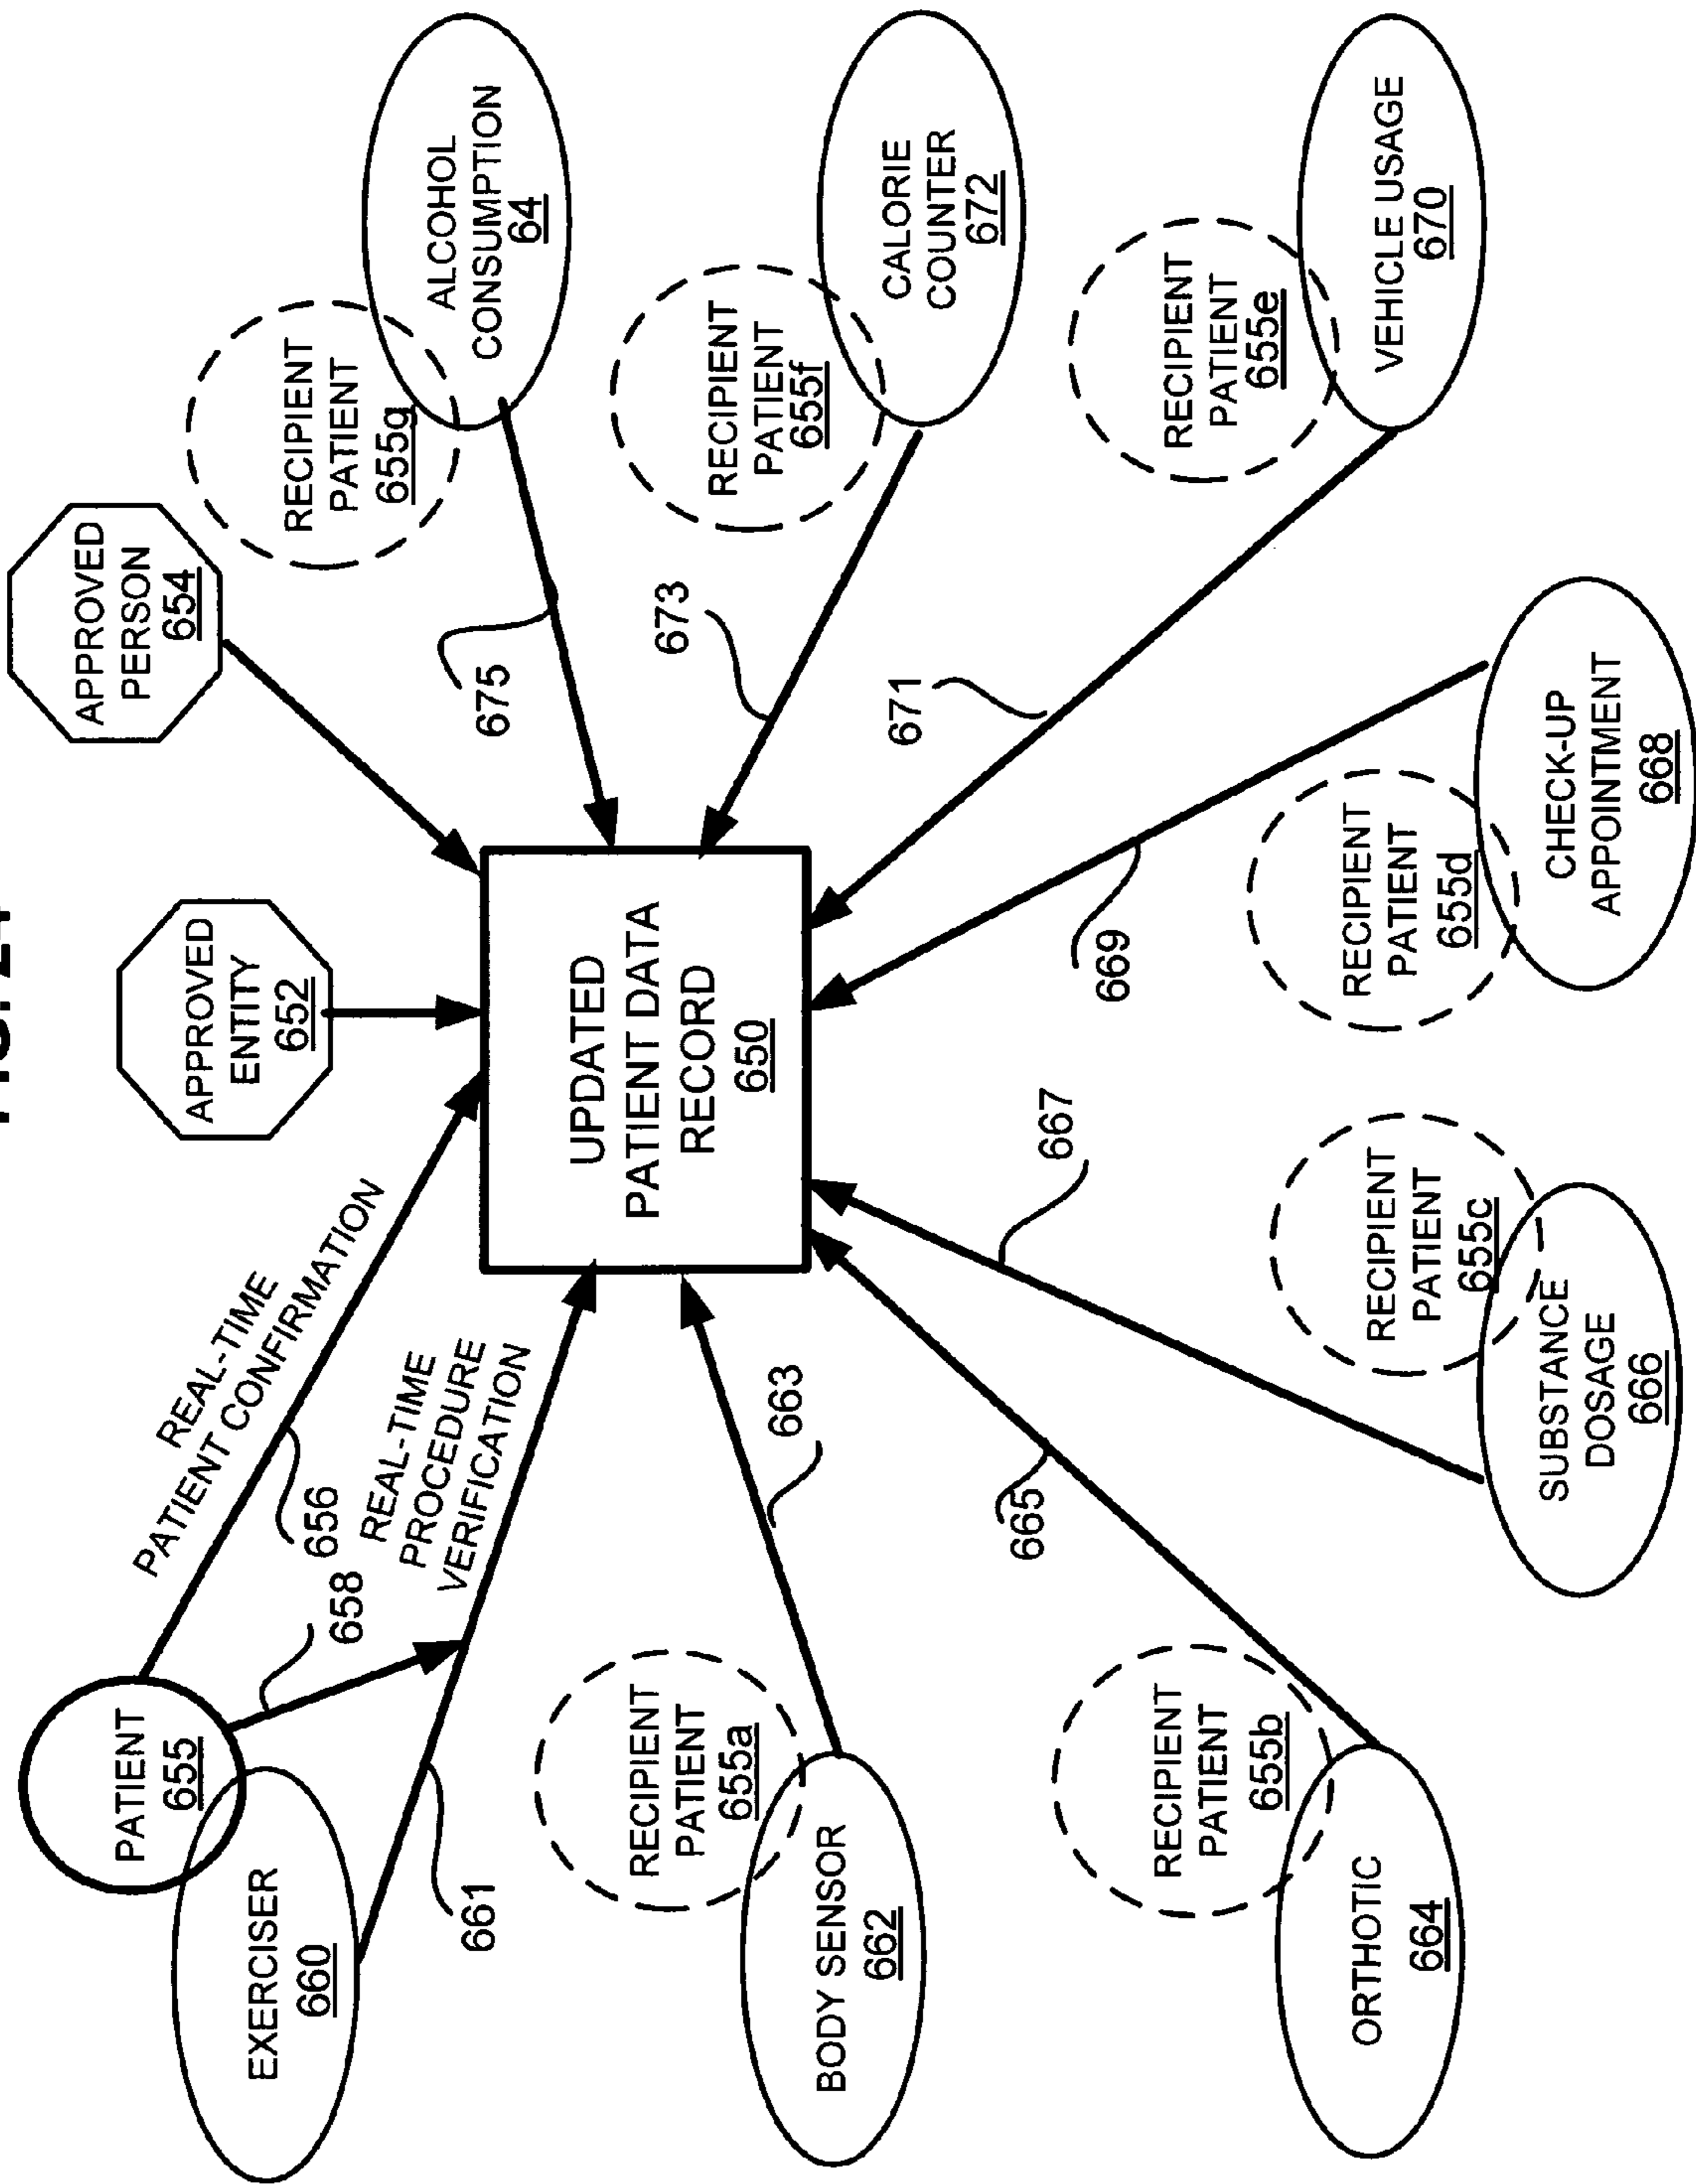 APPROVED
ENTITY
652
APPROVED
PERSON
654
PATIENT
655
REAL-TIME
PATIENT CONFIRMATION
656
658
REAL-TIME
PROCEDURE
VERIFICATION
EXERCISER
660
661
UPDATED
PATIENT DATA
RECORD
650
RECIPIENT
PATIENT
655g
ALCOHOL
CONSUMPTION
64
675
RECIPIENT
PATIENT
655a
BODY SENSOR
662
663
RECIPIENT
PATIENT
655f
CALORIE
COUNTER
672
673
RECIPIENT
PATIENT
655b
ORTHOTIC
664
665
RECIPIENT
PATIENT
655c
SUBSTANCE
DOSAGE
666
667
RECIPIENT
PATIENT
655d
CHECK-UP
APPOINTMENT
668
669
RECIPIENT
PATIENT
655e
VEHICLE USAGE
670
671